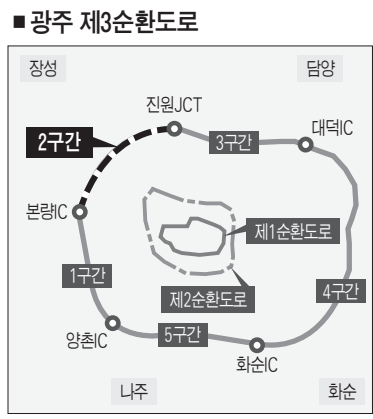 ■ 광주 제3순환도로
장성
담양
진원JCT
2구간
3구간
대덕IC
본량IC
제1순환도로
1구간
제2순환도로
4구간
양촌IC
5구간
화순IC
나주
화순